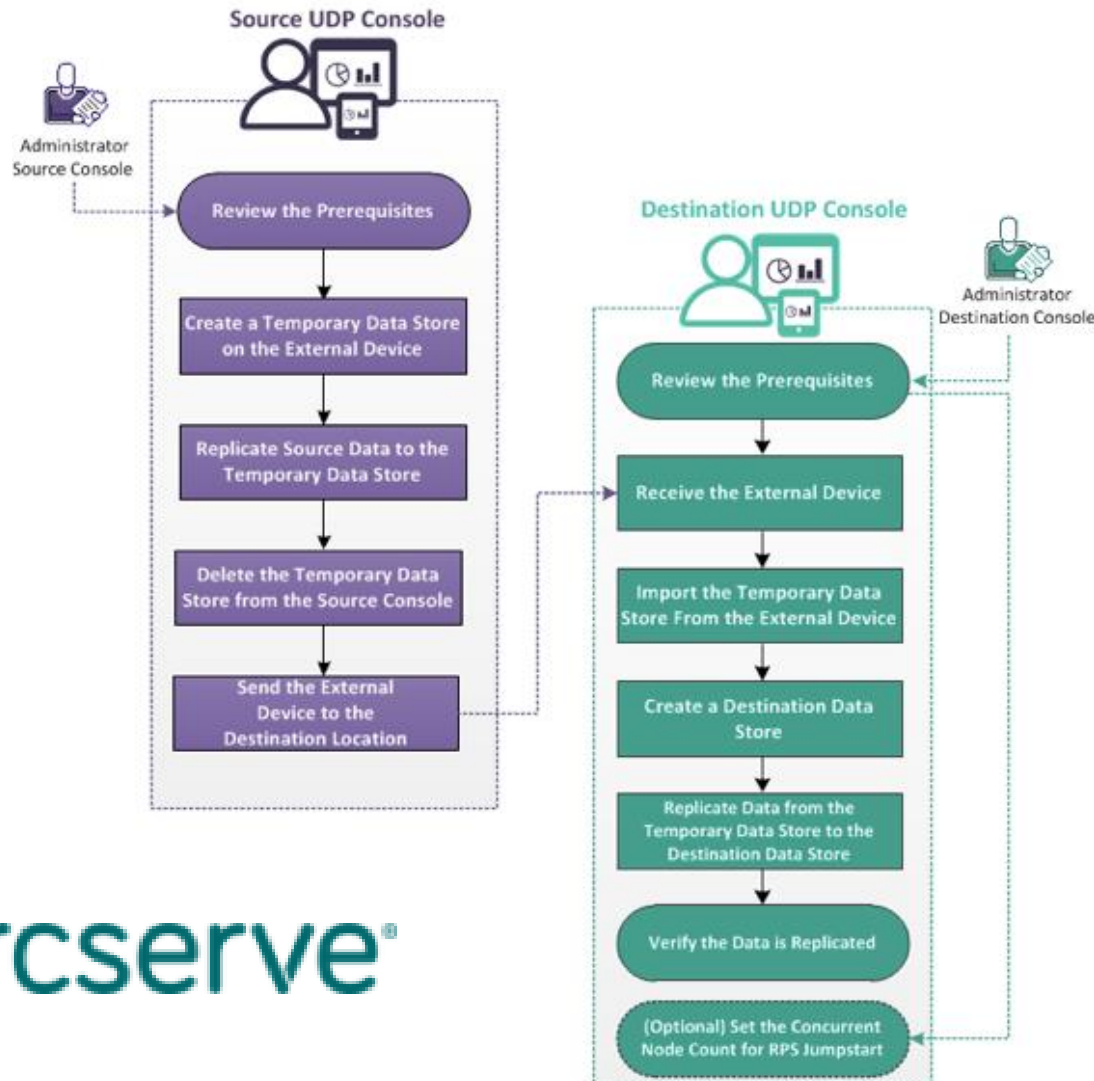 Source UDP Console
Administrator
Source Console
Review the Prerequisites
Create a Temporary Data Store
on the External Device
Replicate Source Data to the
Temporary Data Store
Delete the Temporary Data
Store from the Source Console
Send the External
Device to the
Destination Location
Destination UDP Console
Administrator
Destination Console
Review the Prerequisites
Receive the External Device
Import the Temporary Data
Store From the External Device
Create a Destination Data
Store
Replicate Data from the
Temporary Data Store to the
Destination Data Store
Verify the Data is Replicated
(Optional) Set the Concurrent
Node Count for RPS Jumpstart
rcserve®